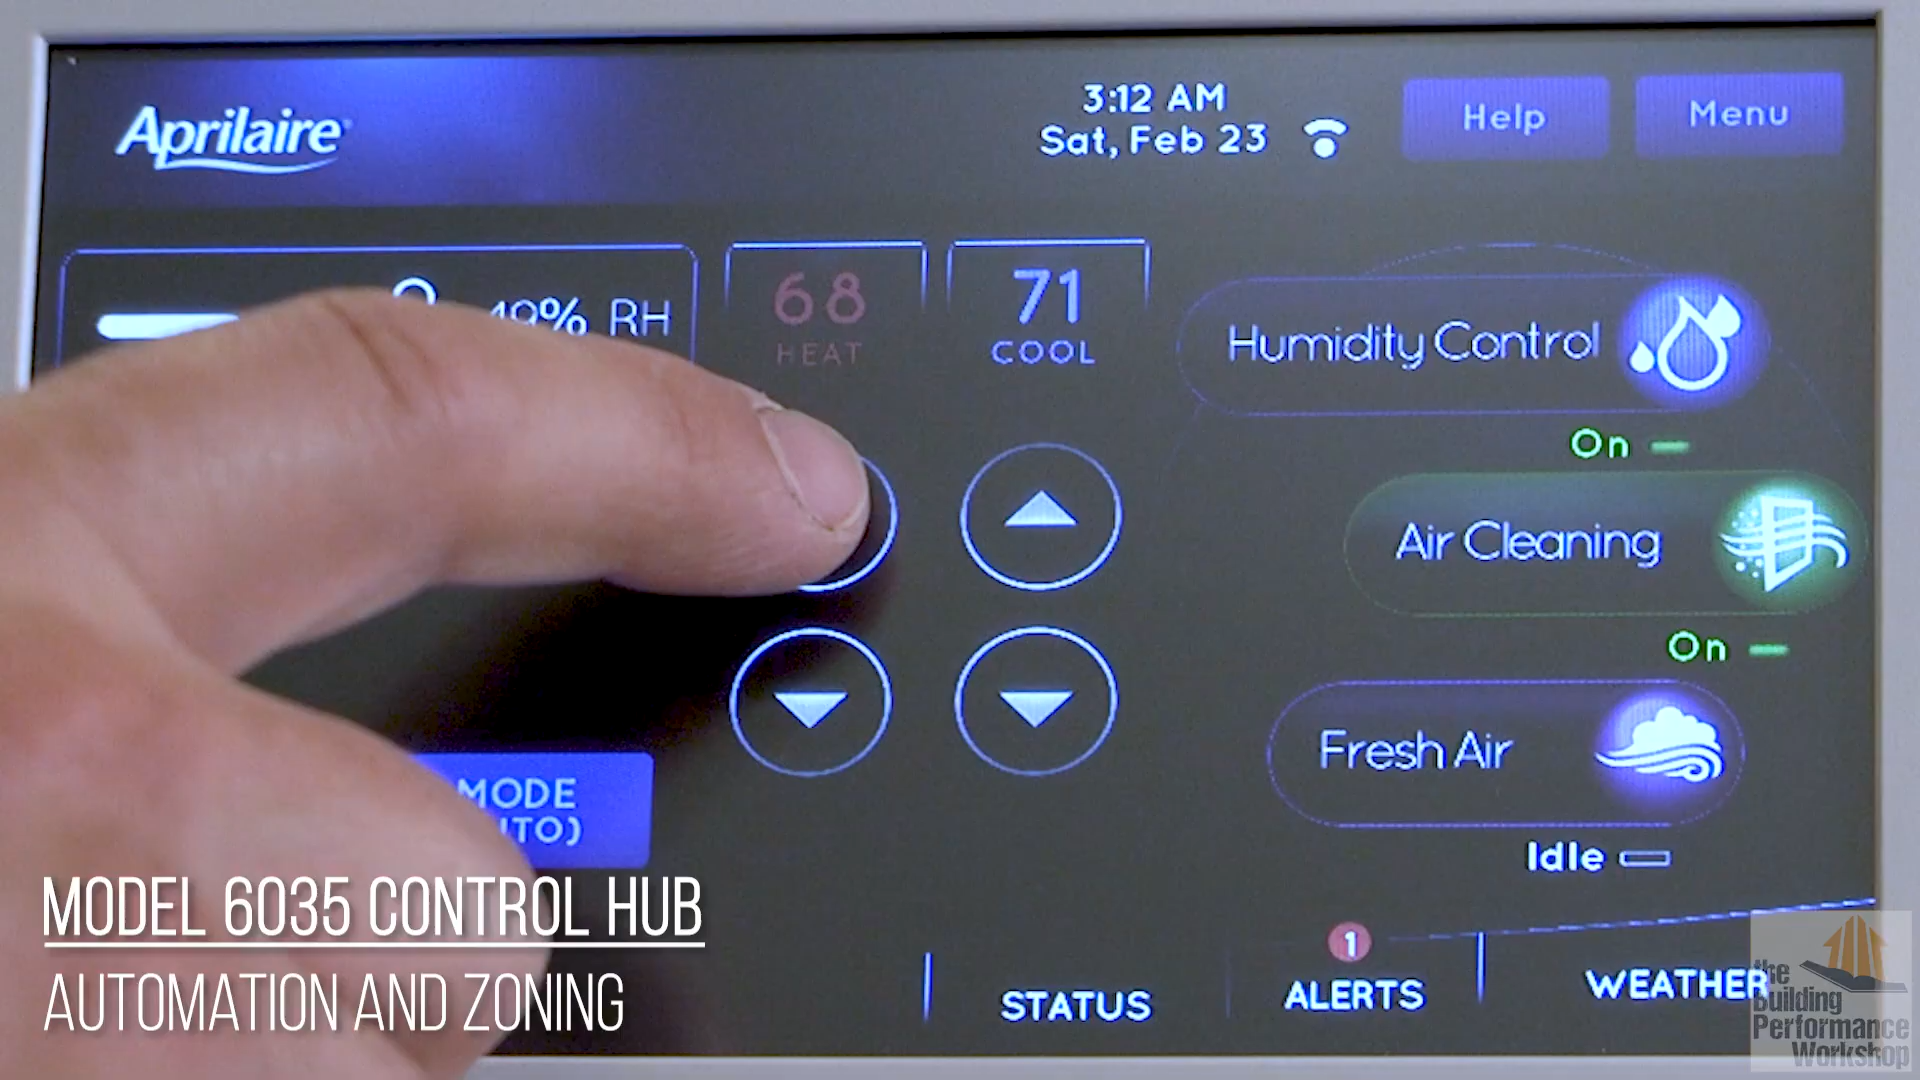 Aprilaire
3:12 AM
Sat, Feb 23
Help
Menu
49% RH
68
HEAT
71
COOL
Humidity Control
On
Air Cleaning
On
Fresh Air
Idle
MODE
MODEL 6035 CONTROL HUB
AUTOMATION AND ZONING
STATUS
1
ALERTS
WEATHER
the
Building
Performance
Workshop